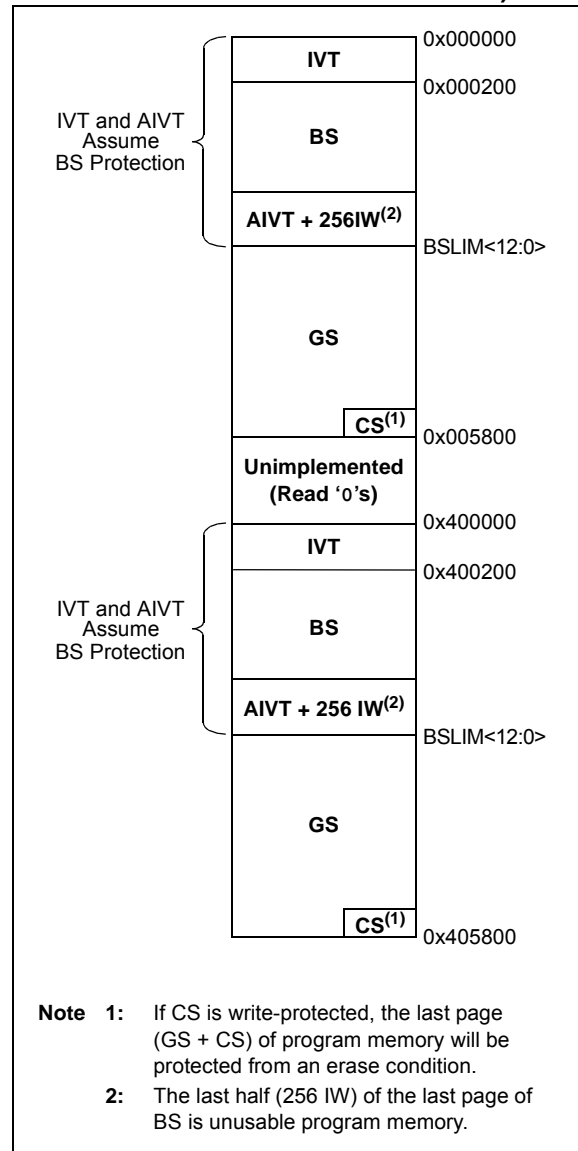 IVT
0x000000
0x000200
IVT and AIVT
Assume
BS Protection
BS
AIVT + 256IW(2)
BSLIM<12:0>
GS
CS(1)
0x005800
Unimplemented
(Read ‘0’s)
0x400000
IVT
0x400200
IVT and AIVT
Assume
BS Protection
BS
AIVT + 256 IW(2)
BSLIM<12:0>
GS
CS(1)
0x405800
Note 1: If CS is write-protected, the last page
(GS + CS) of program memory will be
protected from an erase condition.
2: The last half (256 IW) of the last page of
BS is unusable program memory.